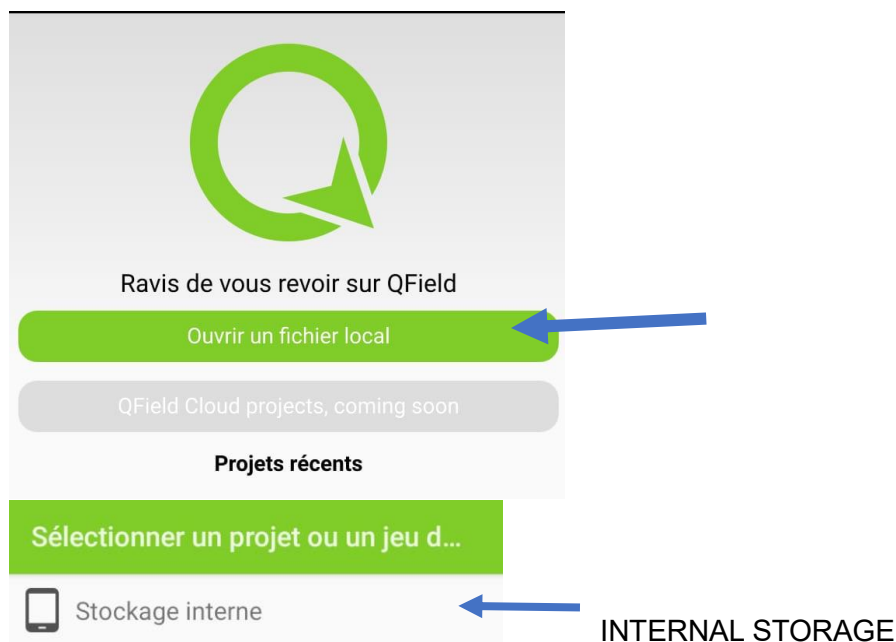 Ravis de vous revoir sur QField
Ouvrir un fichier local
QField Cloud projects, coming soon
Projets récents
Sélectionner un projet ou un jeu d...
Stockage interne
INTERNAL STORAGE